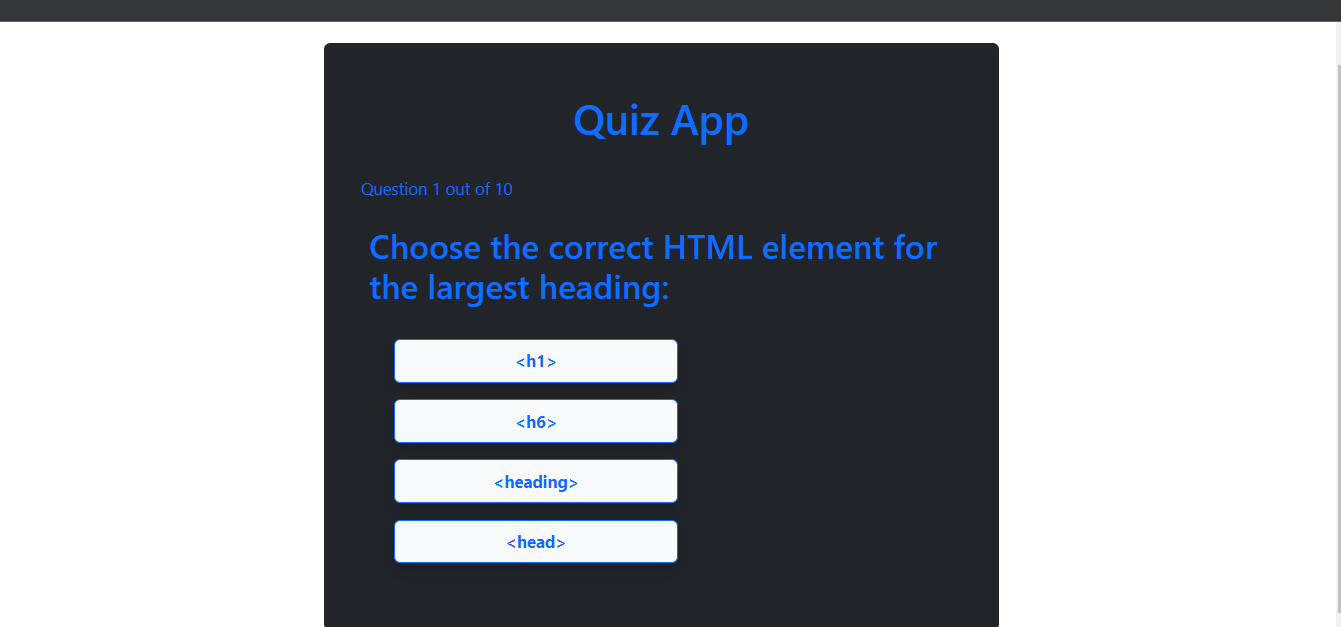 Quiz App
Question 1 out of 10
Choose the correct HTML element for
the largest heading:
<h1>
<h6>
<heading>
<head>